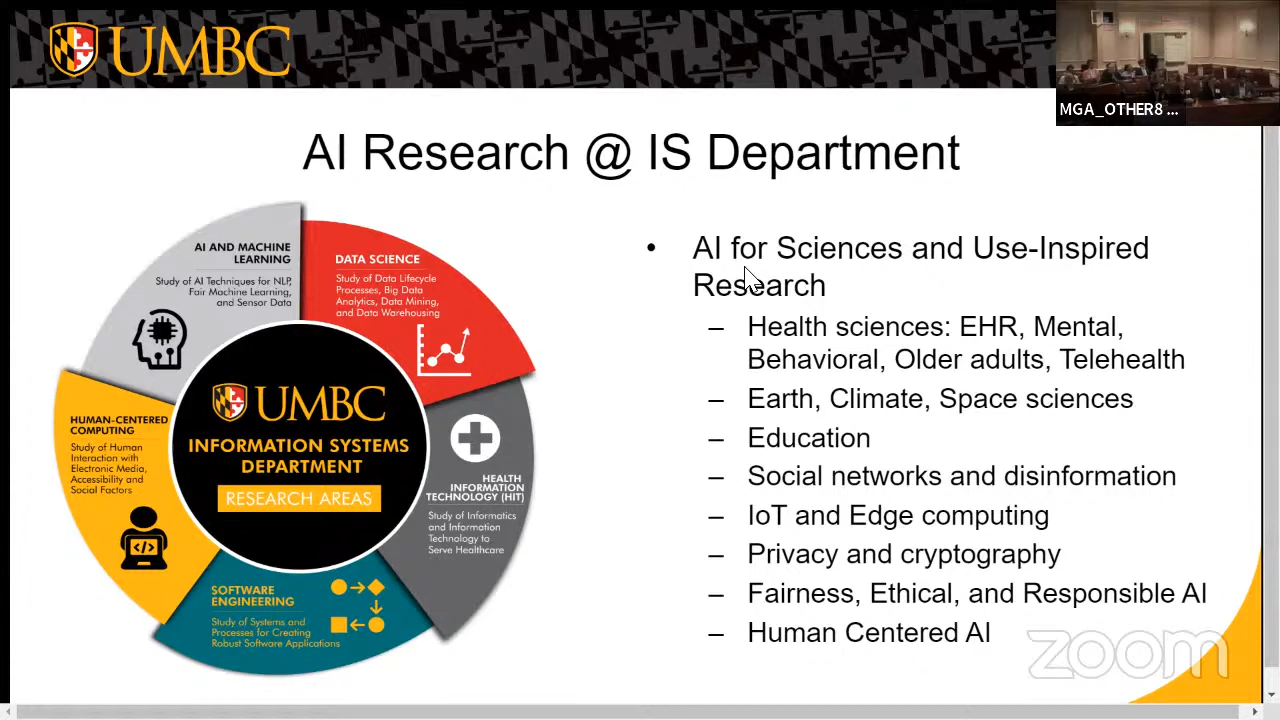 UMBC
MGA_OTHER8 ...
AI Research @ IS Department
AI AND MACHINE
LEARNING
Study of AI Techniques for NLP,
Fair Machine Learning,
and Sensor Data
DATA SCIENCE
Study of Data Lifecycle
Processes, Big Data
Analytics, Data Mining,
and Data Warehousing
HUMAN-CENTERED
COMPUTING
Study of Human
Interaction with
Electronic Media,
Accessibility and
Social Factors
UMBC
INFORMATION SYSTEMS
DEPARTMENT
RESEARCH AREAS
HEALTH
INFORMATION
TECHNOLOGY (HIT)
Study of Informatics
and Information
Technology to
Serve Healthcare
SOFTWARE
ENGINEERING
Study of Systems and
Processes for Creating
Robust Software Applications
</>
• AI for Sciences and Use-Inspired
Research
– Health sciences: EHR, Mental,
Behavioral, Older adults, Telehealth
– Earth, Climate, Space sciences
– Education
– Social networks and disinformation
– IoT and Edge computing
– Privacy and cryptography
– Fairness, Ethical, and Responsible AI
– Human Centered AI
zoom